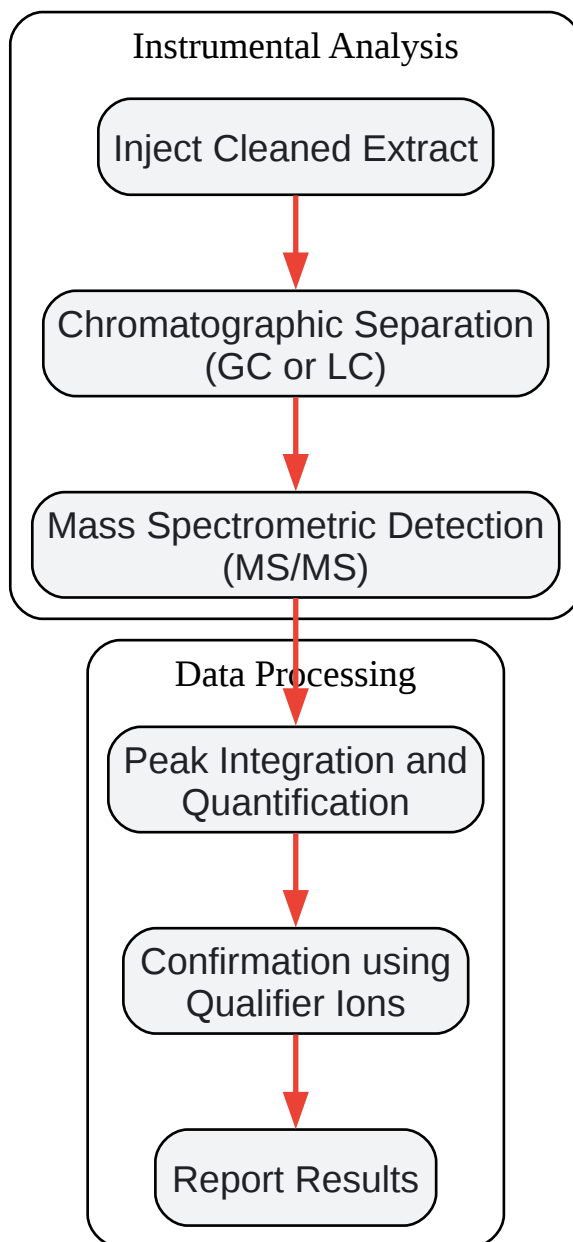 Instrumental Analysis
Inject Cleaned Extract
Chromatographic Separation
(GC or LC)
Mass Spectrometric Detection
(MS/MS)
Data Processing
Peak Integration and
Quantification
Confirmation using
Qualifier Ions
Report Results